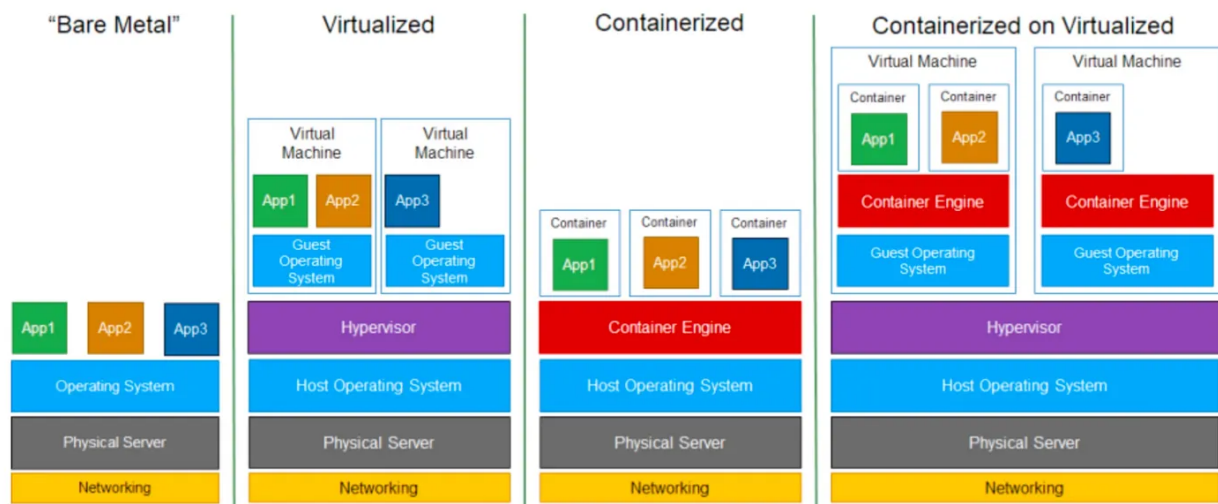 “Bare Metal”
App1
App2
App3
Operating System
Physical Server
Networking
Virtualized
Virtual
Machine
App1
App2
Guest
Operating
System
Virtual
Machine
App3
Guest
Operating
System
Hypervisor
Host Operating System
Physical Server
Networking
Containerized
Container
App1
Container
App2
Container
App3
Container Engine
Host Operating System
Physical Server
Networking
Containerized on Virtualized
Virtual Machine
Container
App1
Container
App2
Container Engine
Guest Operating
System
Virtual Machine
Container
App3
Container Engine
Guest Operating
System
Hypervisor
Host Operating System
Physical Server
Networking